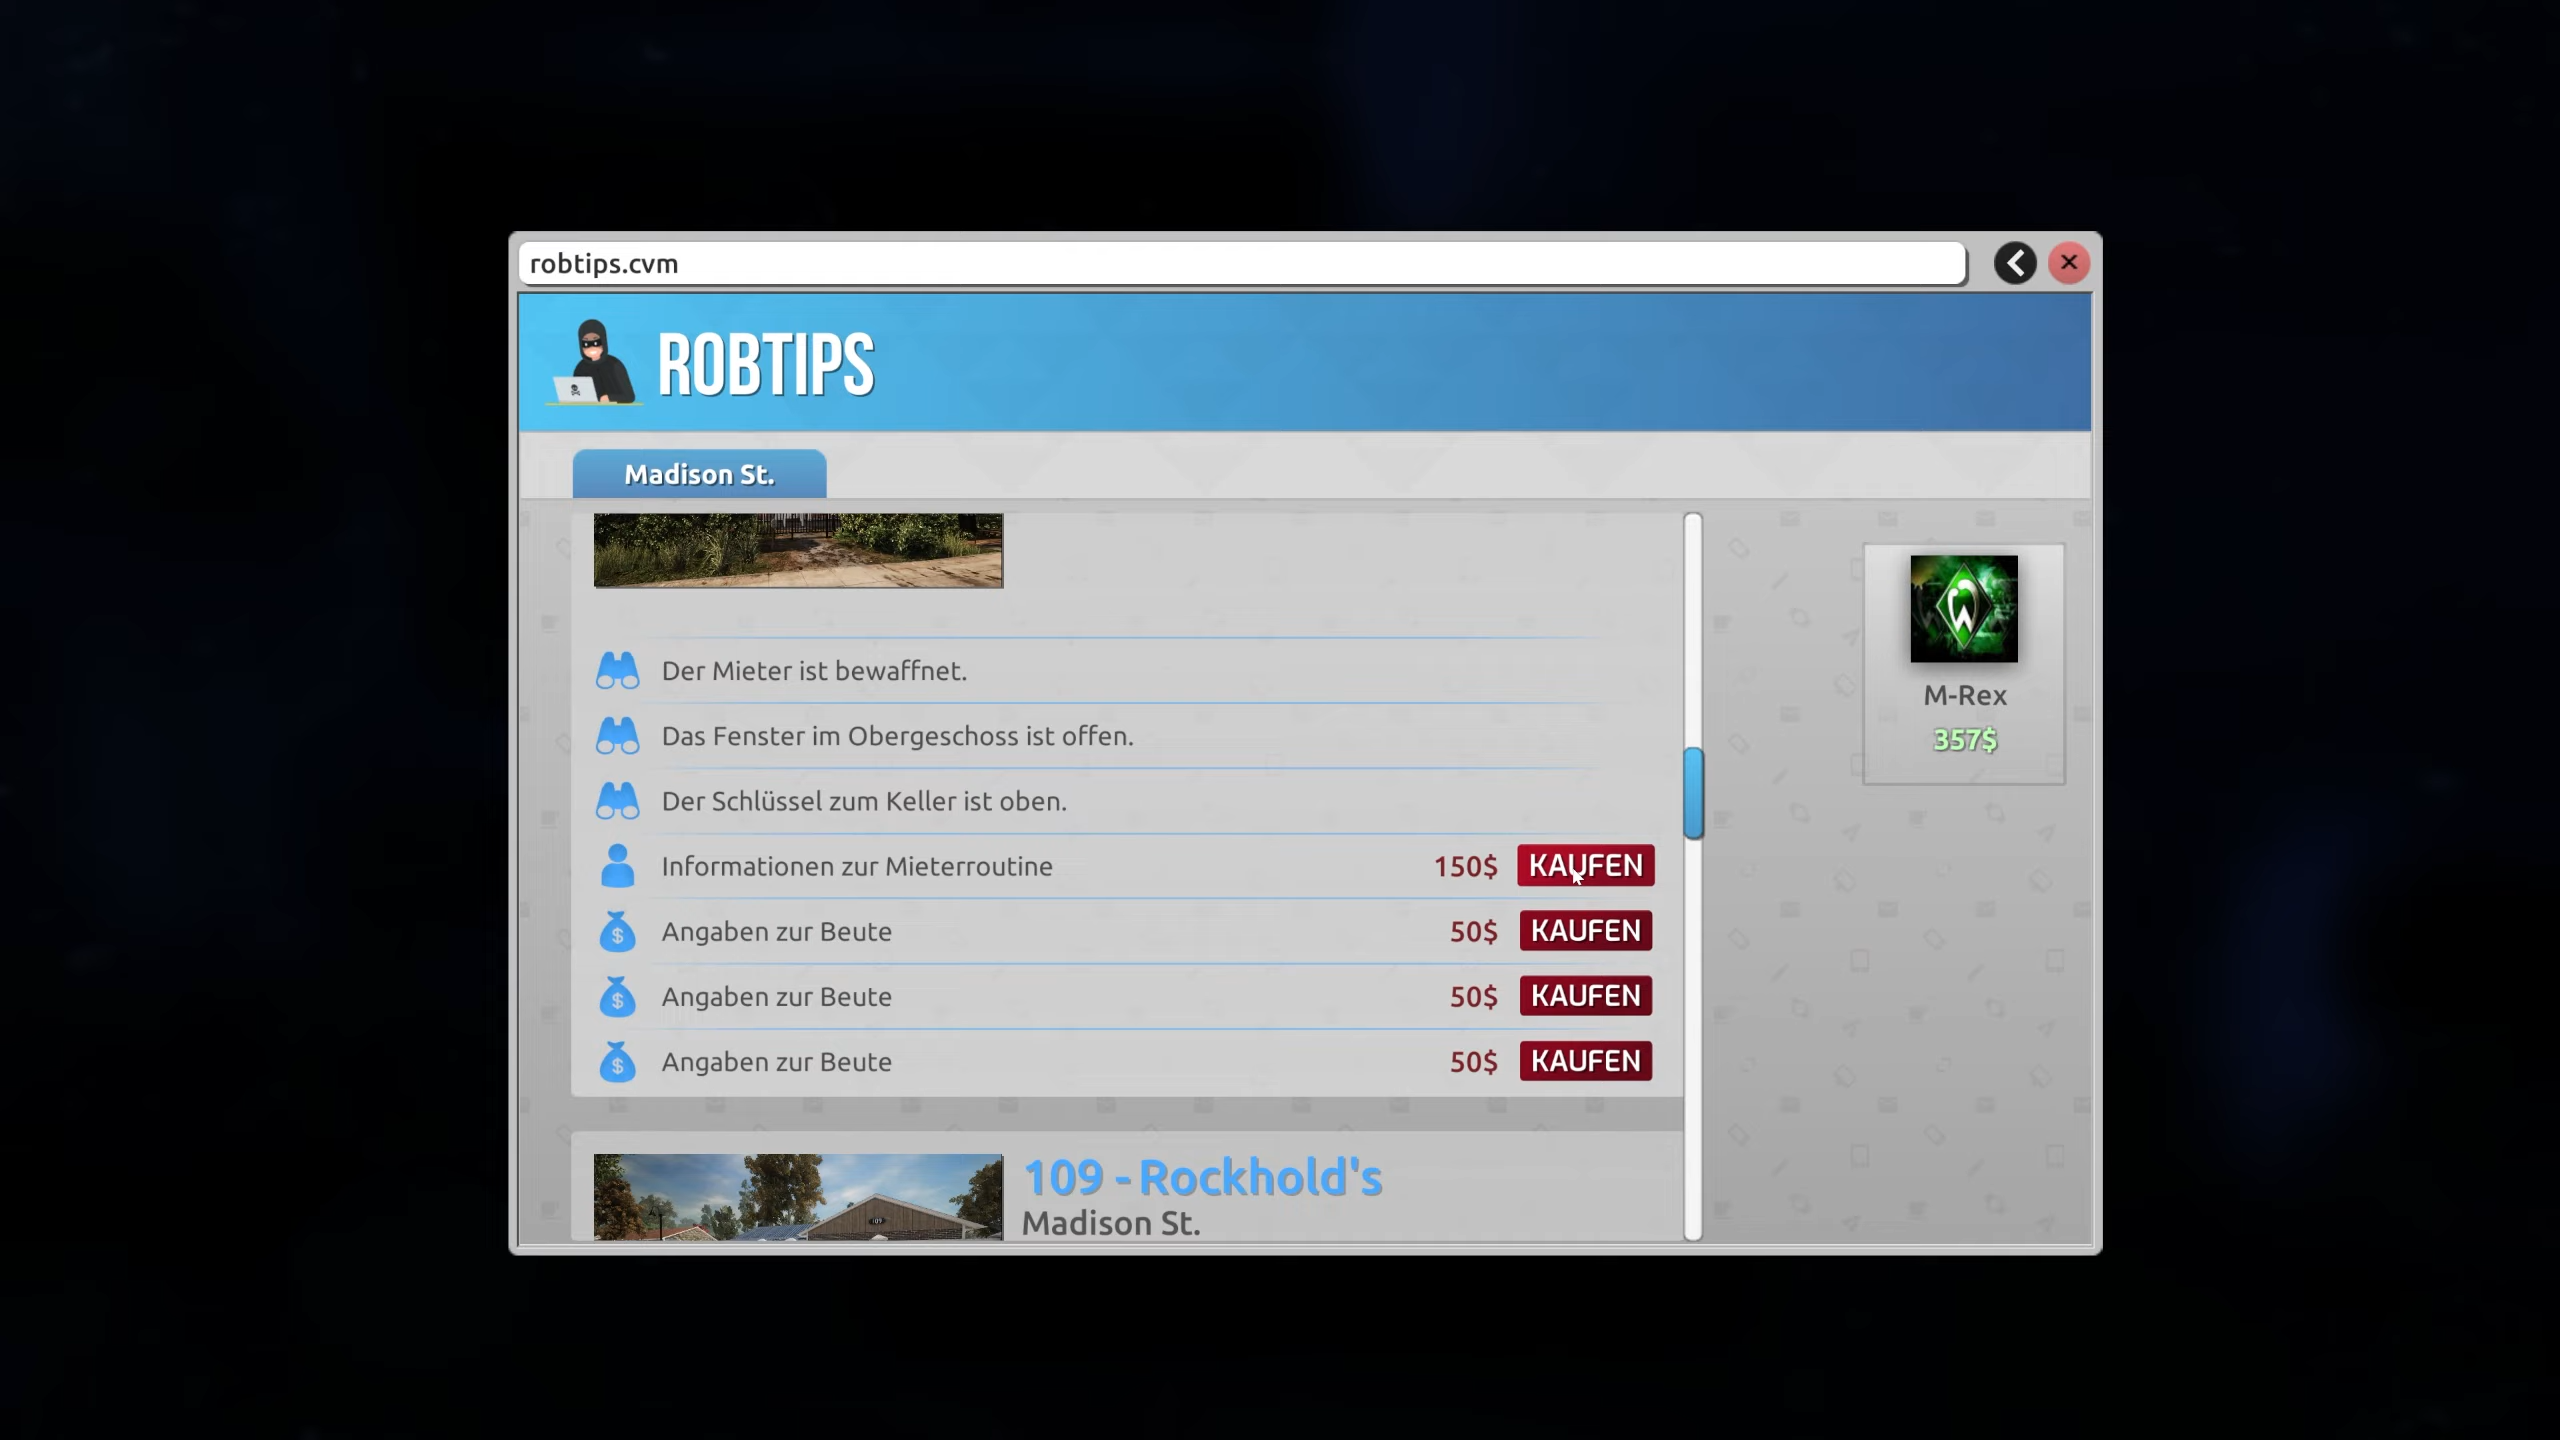 robtips.cvm
ROBTIPS
Madison St.
M-Rex
357$
Der Mieter ist bewaffnet.
Das Fenster im Obergeschoss ist offen.
Der Schlüssel zum Keller ist oben.
Informationen zur Mieterroutine 150$ KAUFEN
Angaben zur Beute 50$ KAUFEN
Angaben zur Beute 50$ KAUFEN
Angaben zur Beute 50$ KAUFEN
109 - Rockhold's
Madison St.
109